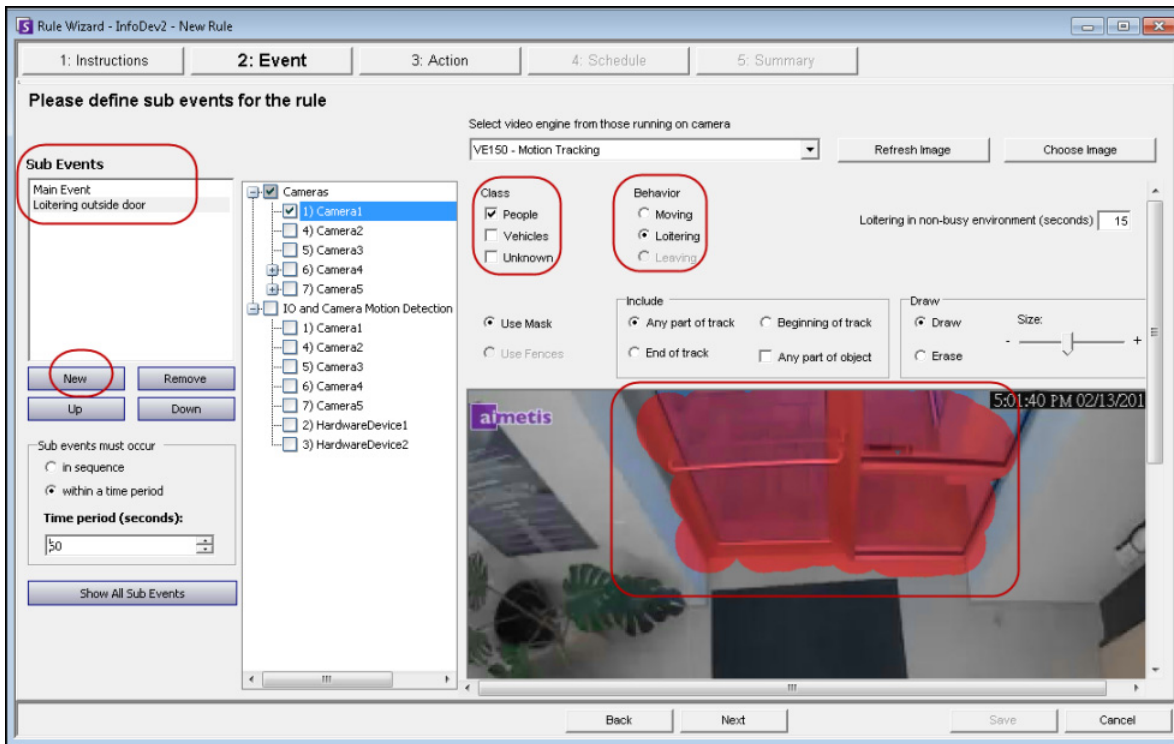 Rule Wizard - InfoDev2 - New Rule
1: Instructions
2: Event
3: Action
4: Schedule
5: Summary
Please define sub events for the rule
Select video engine from those running on camera
VE150 - Motion Tracking
Refresh Image
Choose Image
Sub Events
Main Event
Loitering outside door
New
Remove
Up
Down
Sub events must occur
in sequence
within a time period
Time period (seconds):
Show All Sub Events
Cameras
1) Camera1
4) Camera2
5) Camera3
6) Camera4
7) Camera5
IO and Camera Motion Detection
1) Camera1
4) Camera2
5) Camera3
6) Camera4
7) Camera5
2) HardwareDevice1
3) HardwareDevice2
Class
People
Vehicles
Unknown
Behavior
Moving
Loitering
Leaving
Loitering in non-busy environment (seconds) 15
Use Mask
Use Fences
Include
Any part of track
Beginning of track
End of track
Any part of object
Draw
Draw
Erase
Size:
- +
aimetis
5:01:40 PM 02/13/201
Back
Next
Save
Cancel